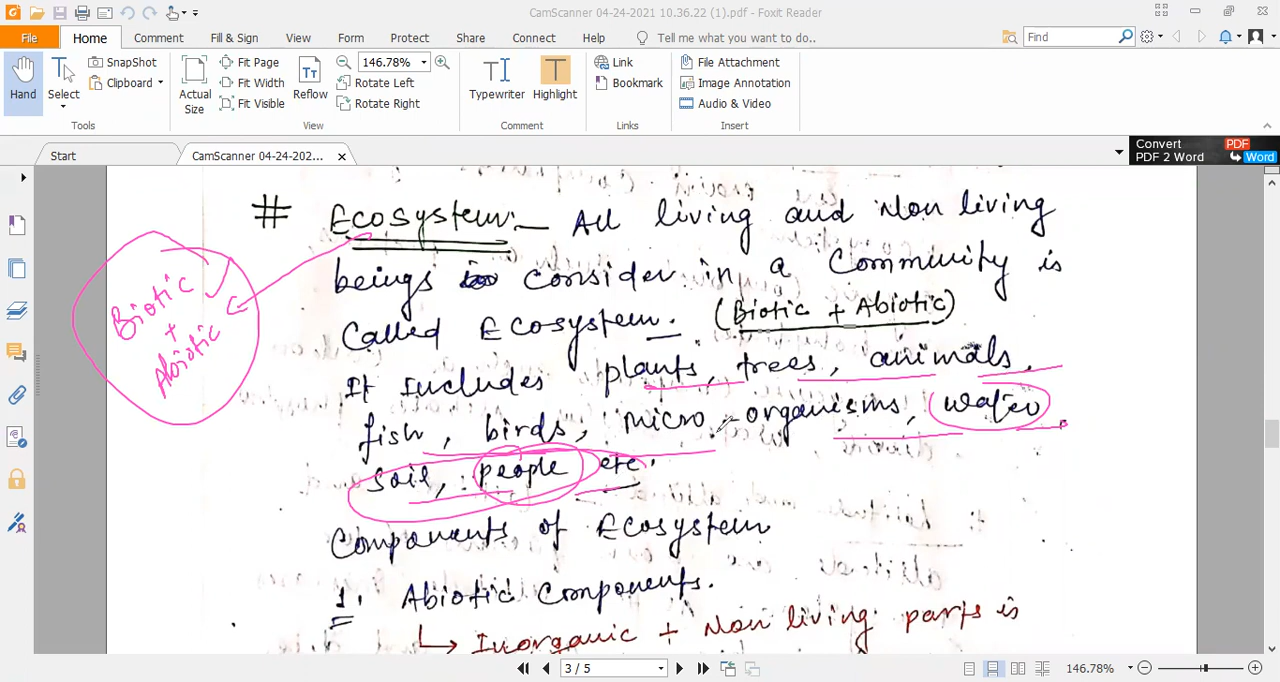 CamScanner 04-24-2021 10.36.22 (1).pdf - Foxit Reader
File Home Comment Fill & Sign View Form Protect Share Connect Help Tell me what you want to do.. Find
SnapShot Fit Page 146.78% Link File Attachment
Clipboard Fit Width Rotate Left Bookmark Image Annotation
Hand Select Actual Size Fit Visible Reflow Rotate Right Typewriter Highlight Audio & Video
Tools View Comment Links Insert
Start CamScanner 04-24-202... Convert PDF
PDF 2 Word Word
# Ecosystem:- All living and Non living
beings consider in a Comminity is
Called Ecosystem. (Biotic + Abiotic)
It Includes plants, trees, animals,
fish, birds, micro-organisms, water
soil, people etc.
Components of Ecosystem
1. Abiotic Components.
Inorganic + Non living parts is
Biotic
+
Abiotic
3 / 5 146.78%